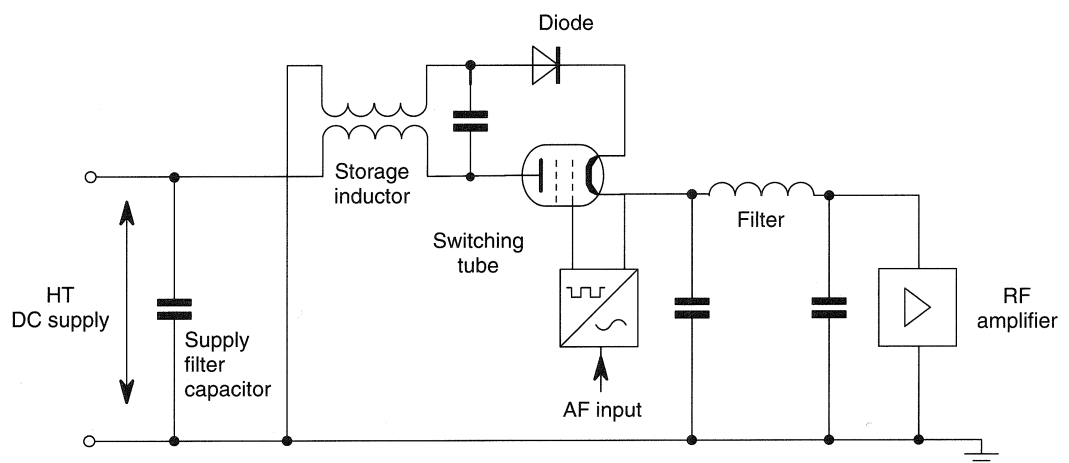 Diode
Storage
inductor
Switching
tube
Filter
HT
DC supply
Supply
filter
capacitor
RF
amplifier
AF input